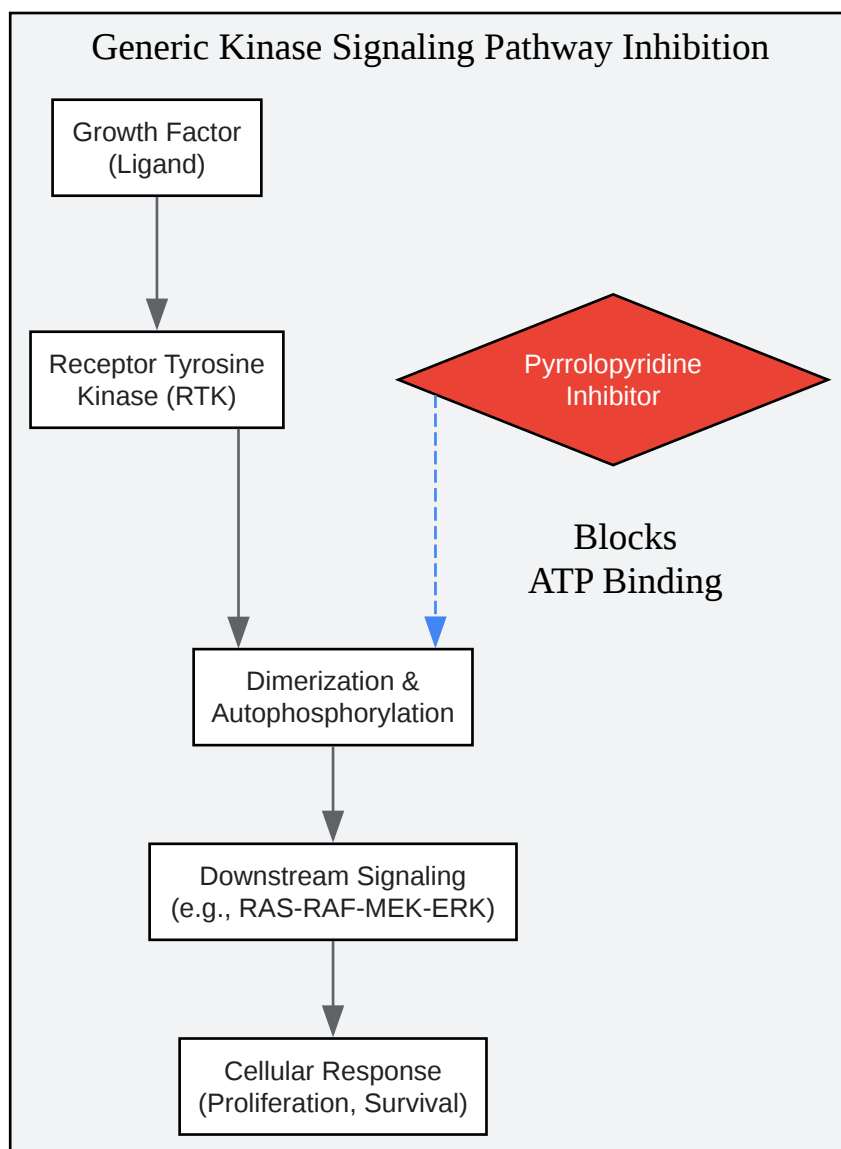 Generic Kinase Signaling Pathway Inhibition
Growth Factor
(Ligand)
Receptor Tyrosine
Kinase (RTK)
Pyrrolopyridine
Inhibitor
Blocks
ATP Binding
Dimerization &
Autophosphorylation
Downstream Signaling
(e.g., RAS-RAF-MEK-ERK)
Cellular Response
(Proliferation, Survival)